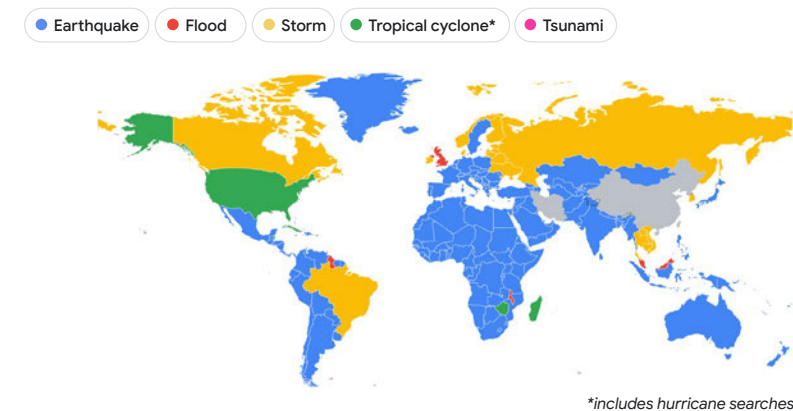 Earthquake Flood Storm Tropical cyclone* Tsunami
*includes hurricane searches